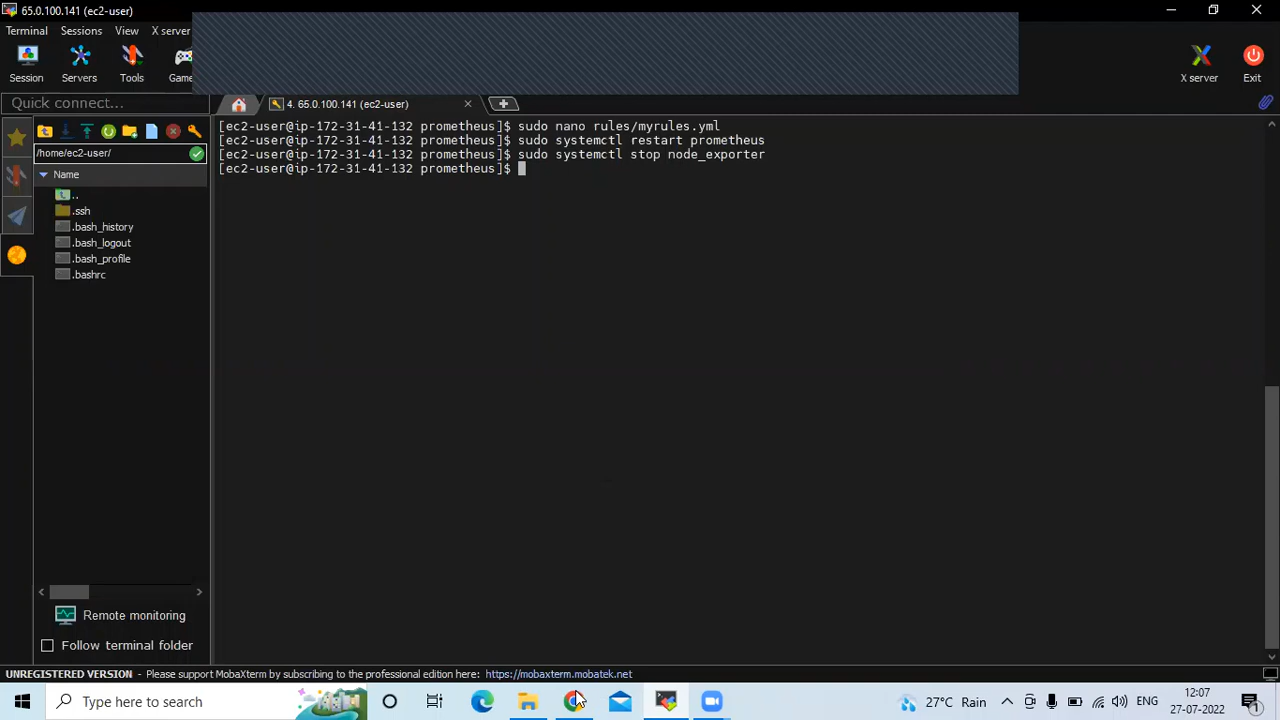 65.0.100.141 (ec2-user)
Terminal Sessions View X server
Session Servers Tools Game X server Exit
Quick connect...
4. 65.0.100.141 (ec2-user)
/home/ec2-user/
Name
..
.ssh
.bash_history
.bash_logout
.bash_profile
.bashrc
[ec2-user@ip-172-31-41-132 prometheus]$ sudo nano rules/myrules.yml
[ec2-user@ip-172-31-41-132 prometheus]$ sudo systemctl restart prometheus
[ec2-user@ip-172-31-41-132 prometheus]$ sudo systemctl stop node_exporter
[ec2-user@ip-172-31-41-132 prometheus]$
Remote monitoring
Follow terminal folder
UNREGISTERED VERSION - Please support MobaXterm by subscribing to the professional edition here: https://mobaxterm.mobatek.net
Type here to search
27°C Rain
ENG
12:07
27-07-2022
1